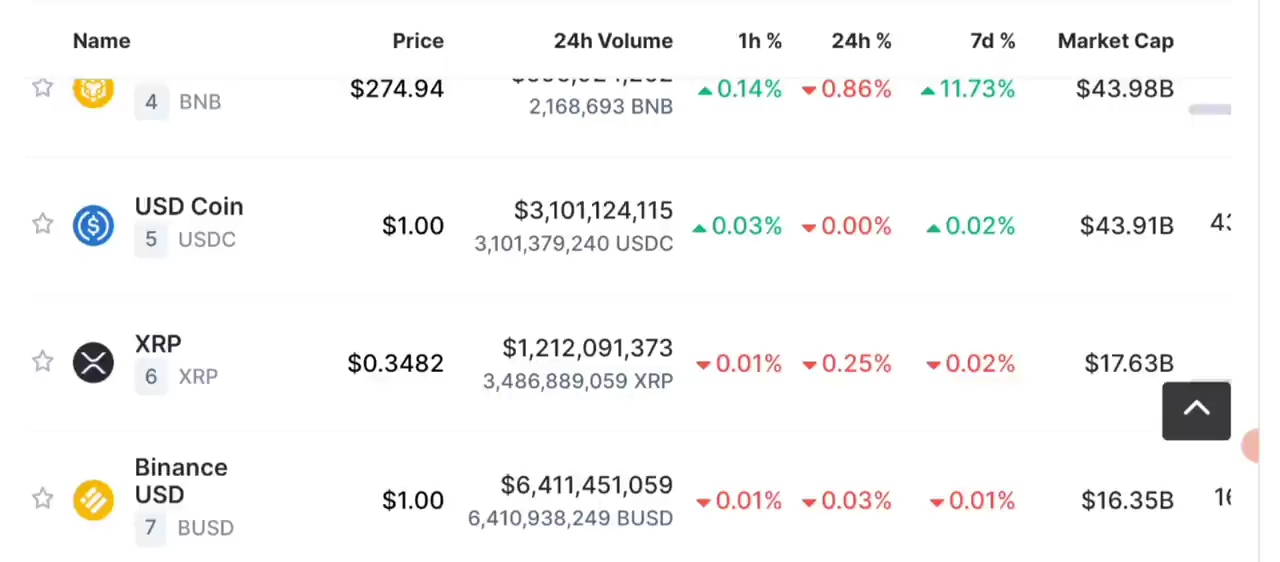 Name Price 24h Volume 1h % 24h % 7d % Market Cap
4 BNB $274.94 2,168,693 BNB 0.14% 0.86% 11.73% $43.98B
USD Coin
5 USDC $1.00 $3,101,124,115 0.03% 0.00% 0.02% $43.91B
3,101,379,240 USDC
XRP
6 XRP $0.3482 $1,212,091,373 0.01% 0.25% 0.02% $17.63B
3,486,889,059 XRP
Binance
USD
7 BUSD $1.00 $6,411,451,059 0.01% 0.03% 0.01% $16.35B
6,410,938,249 BUSD